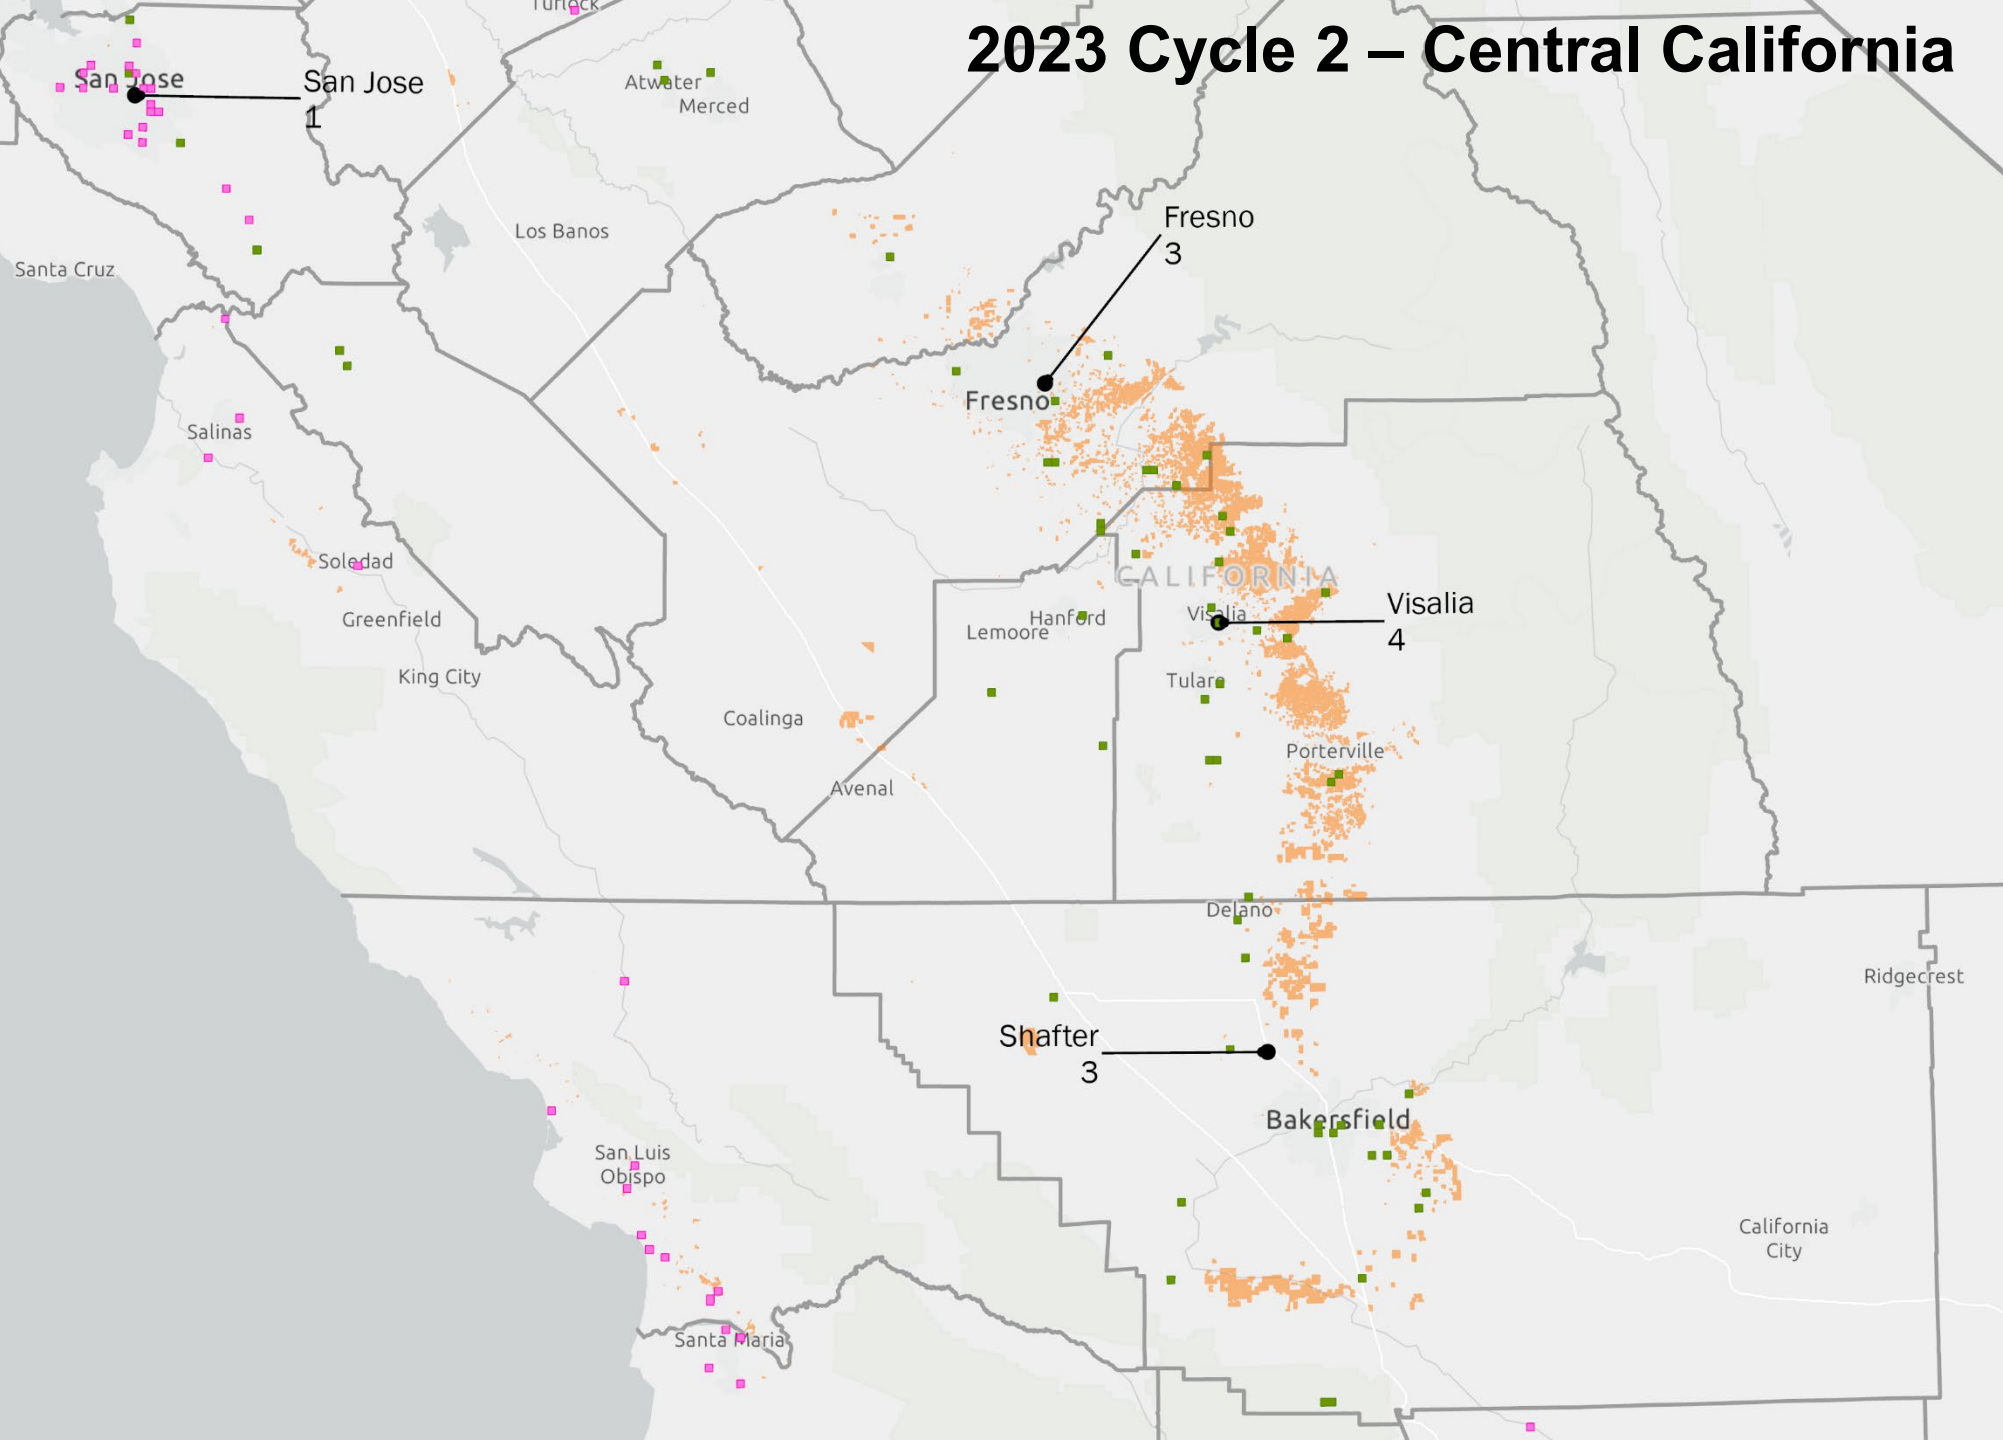 Turlock
2023 Cycle 2 – Central California
San Jose
San Jose
1
Atwater
Merced
Fresno
3
Los Banos
Santa Cruz
Fresno
Salinas
Soledad
CALIFORNIA
Greenfield
Hanford
Lemoore
Visalia
Visalia
4
King City
Tulare
Coalinga
Porterville
Avenal
Delano
Ridgecrest
Shafter
3
Bakersfield
San Luis
Obispo
California
City
Santa Maria